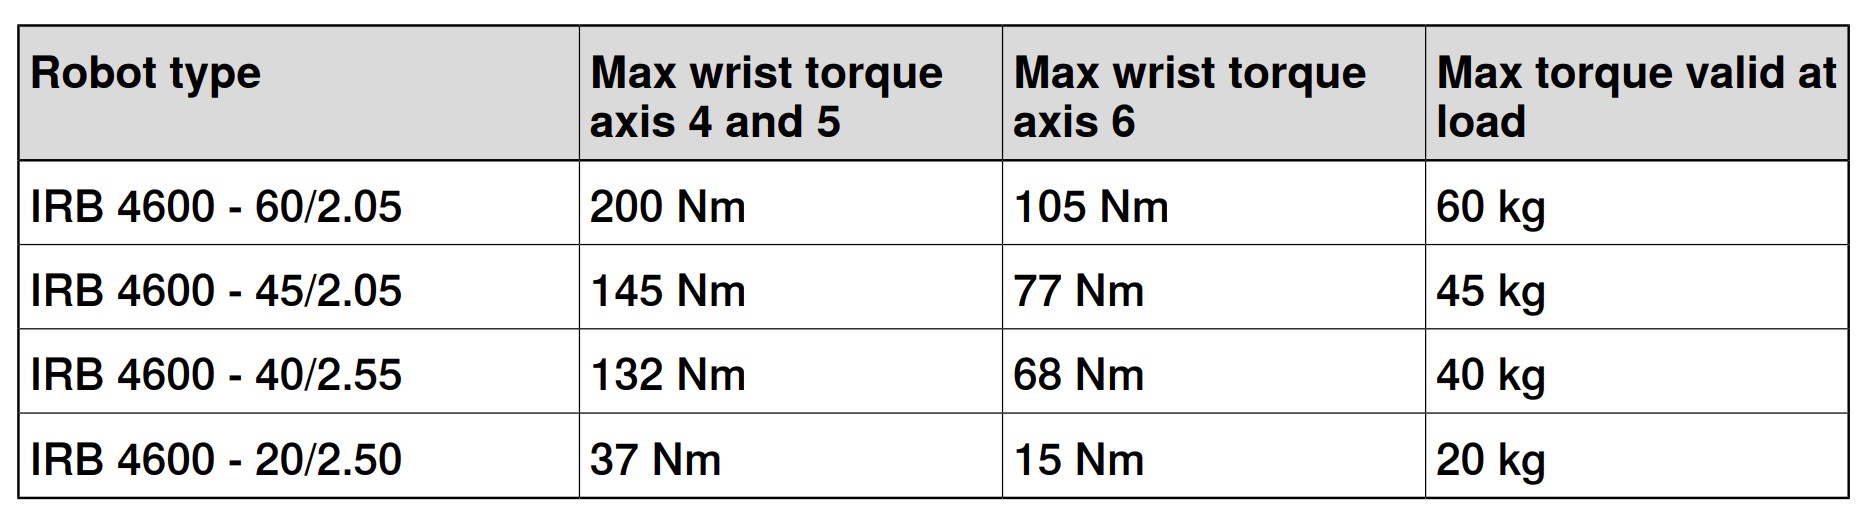 Robot type
Max wrist torque
axis 4 and 5
Max wrist torque
axis 6
Max torque valid at
load
IRB 4600 - 60/2.05 200 Nm 105 Nm 60 kg
IRB 4600 - 45/2.05 145 Nm 77 Nm 45 kg
IRB 4600 - 40/2.55 132 Nm 68 Nm 40 kg
IRB 4600 - 20/2.50 37 Nm 15 Nm 20 kg